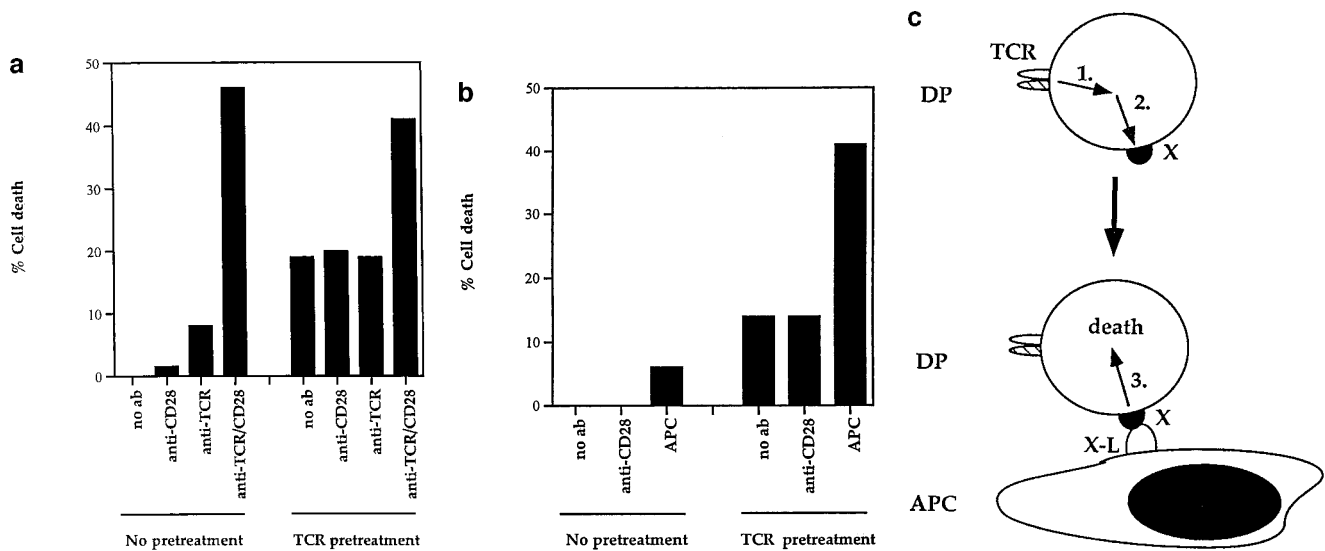 a
% Cell death
50
40
30
20
10
0
no ab
anti-CD28
anti-TCR
anti-TCR/CD28
no ab
anti-CD28
anti-TCR
anti-TCR/CD28
No pretreatment
TCR pretreatment
b
% Cell death
50
40
30
20
10
0
no ab
anti-CD28
APC
no ab
anti-CD28
APC
No pretreatment
TCR pretreatment
c
TCR
DP
1.
2.
X
DP
death
3.
X
X-L
APC